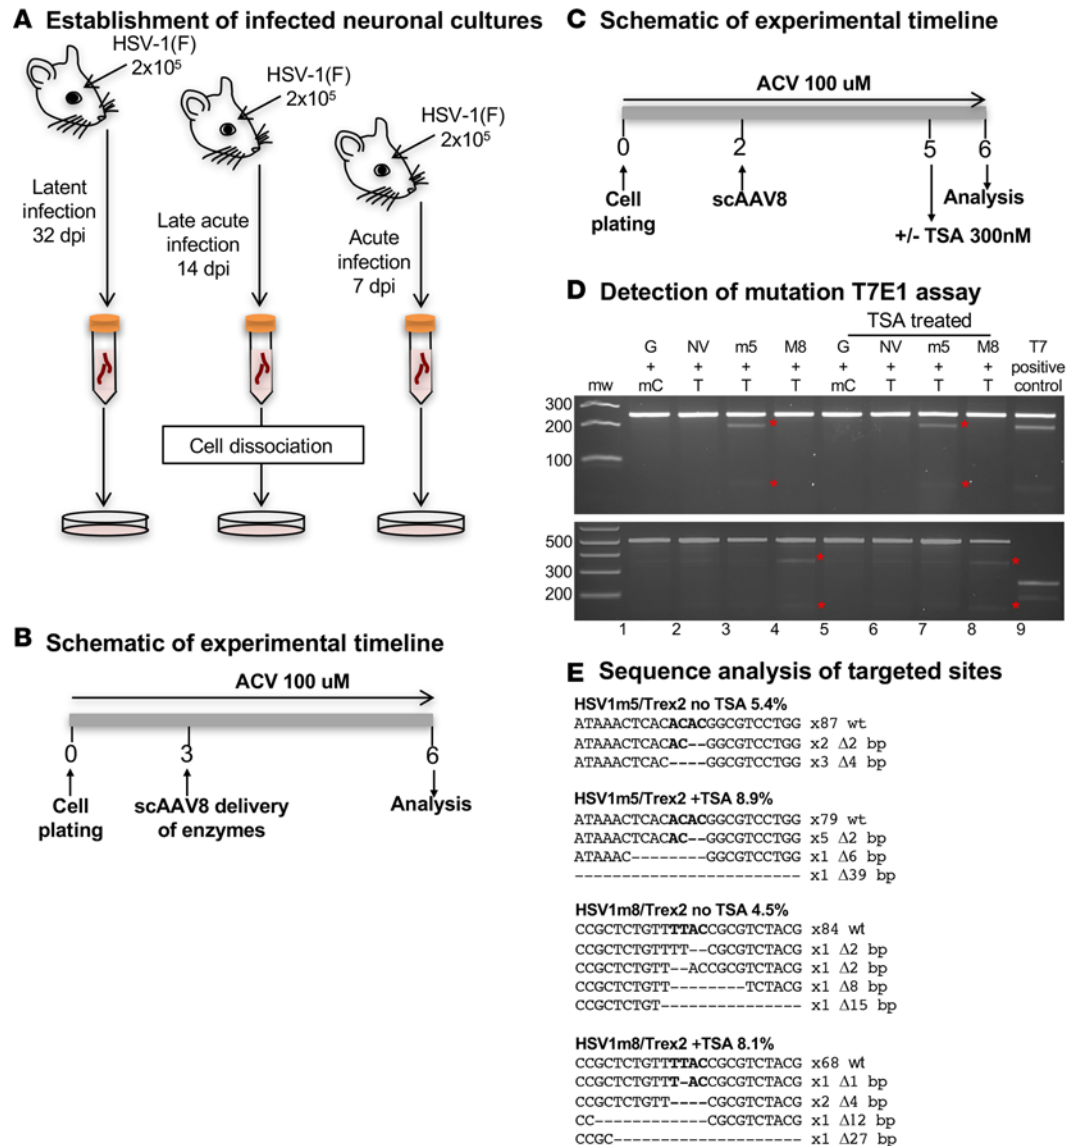 A Establishment of infected neuronal cultures
HSV-1(F)
2x10⁵
HSV-1(F)
2x10⁵
HSV-1(F)
2x10⁵
Latent
infection
32 dpi
Late acute
infection
14 dpi
Acute
infection
7 dpi
Cell dissociation
B Schematic of experimental timeline
ACV 100 uM
0 3 6
Cell
plating
scAAV8 delivery
of enzymes
Analysis
C Schematic of experimental timeline
ACV 100 uM
0 2 5 6
Cell
plating
scAAV8
Analysis
+/- TSA 300nM
D Detection of mutation T7E1 assay
TSA treated
G NV m5 M8 G NV m5 M8 T7
+ + + + + + + + positive
mw mC T T T mC T T T control
300
200
100
500
300
200
1 2 3 4 5 6 7 8 9
E Sequence analysis of targeted sites
HSV1m5/Trex2 no TSA 5.4%
ATAAACTCACACACGGCGTCCTGG x87 wt
ATAAACTCACAC--GGCGTCCTGG x2 Δ2 bp
ATAAACTCAC----GGCGTCCTGG x3 Δ4 bp
HSV1m5/Trex2 +TSA 8.9%
ATAAACTCACACACGGCGTCCTGG x79 wt
ATAAACTCACAC--GGCGTCCTGG x5 Δ2 bp
ATAAAC--------GGCGTCCTGG x1 Δ6 bp
------------------------ x1 Δ39 bp
HSV1m8/Trex2 no TSA 4.5%
CCGCTCTGTTTTACCGCGTCTACG x84 wt
CCGCTCTGTTTT--CGCGTCTACG x1 Δ2 bp
CCGCTCTGTT--ACCGCGTCTACG x1 Δ2 bp
CCGCTCTGTT--------TCTACG x1 Δ8 bp
CCGCTCTGT--------------- x1 Δ15 bp
HSV1m8/Trex2 +TSA 8.1%
CCGCTCTGTTTTACCGCGTCTACG x68 wt
CCGCTCTGTTT-ACCGCGTCTACG x1 Δ1 bp
CCGCTCTGTT----CGCGTCTACG x2 Δ4 bp
CC------------CGCGTCTACG x1 Δ12 bp
CCGC-------------------- x1 Δ27 bp